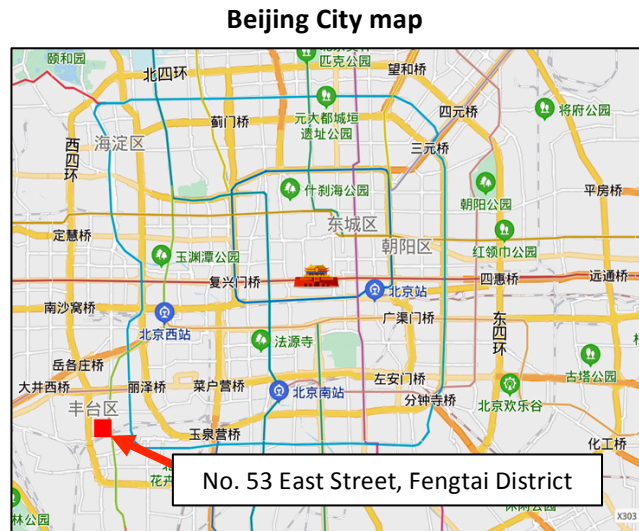 Beijing City map
颐和园
北四环
匹克公园
望和桥
元大都城垣
遗址公园
四元桥
将府公园
蓟门桥
海淀区
三元桥
西四环
什刹海公园
朝阳公园
平房桥
东城区
定慧桥
玉渊潭公园
朝阳区
红领巾公园
复兴门桥
北京站
四惠桥
远通桥
南沙窝桥
北京西站
广渠门桥
东四环
法源寺
岳各庄桥
古塔公园
大井西桥
丽泽桥
菜户营桥
左安门桥
北京南站
分钟寺桥
北京欢乐谷
丰台区
玉泉营桥
化工桥
No. 53 East Street, Fengtai District
林公园
X303